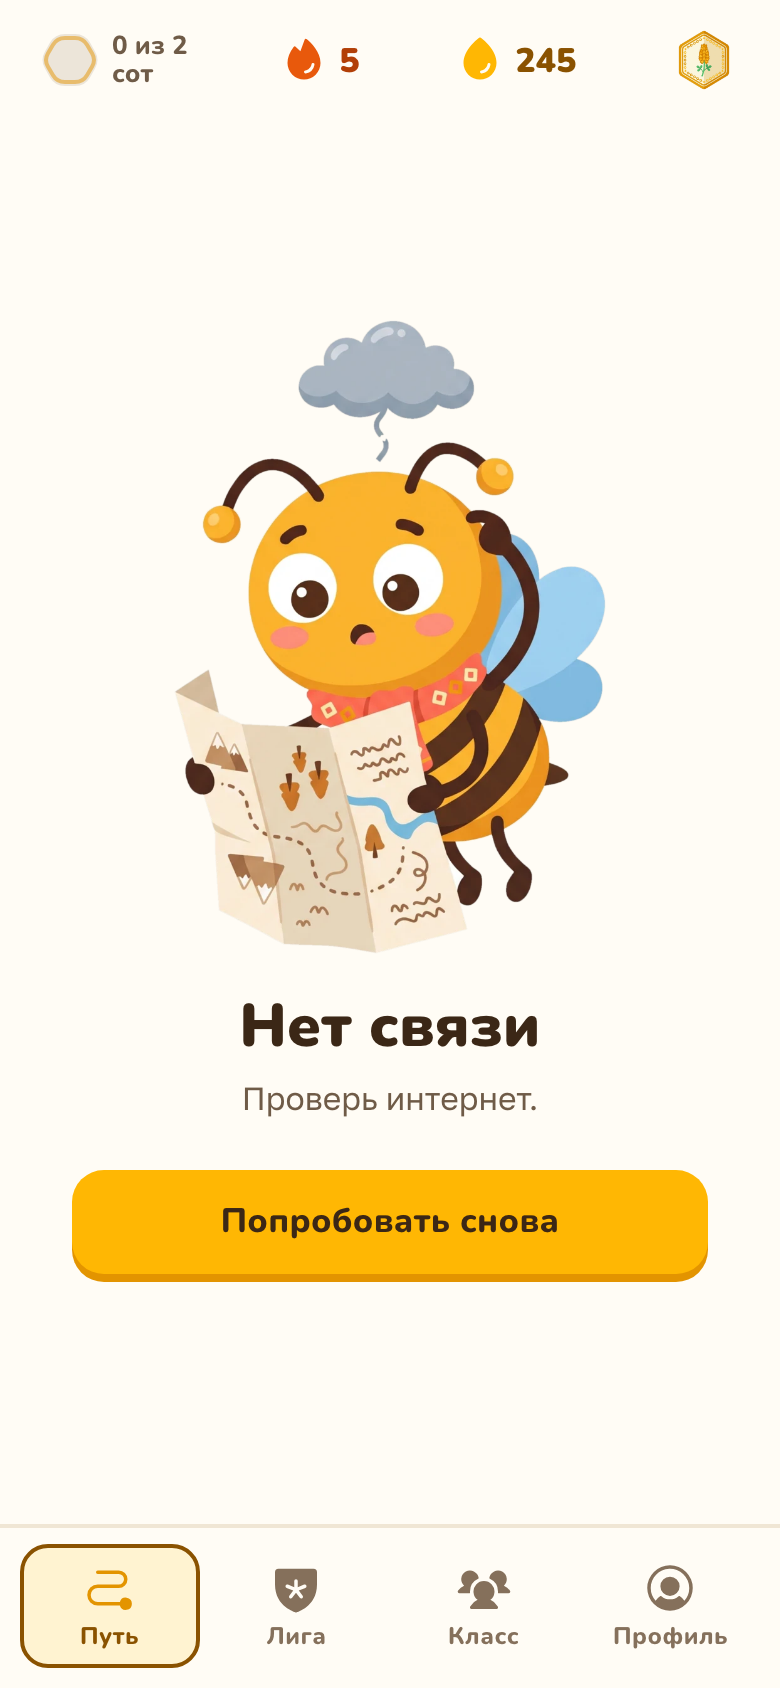 0 из 2
сот
5
245
Нет связи
Проверь интернет.
Попробовать снова
Путь
Лига
Класс
Профиль